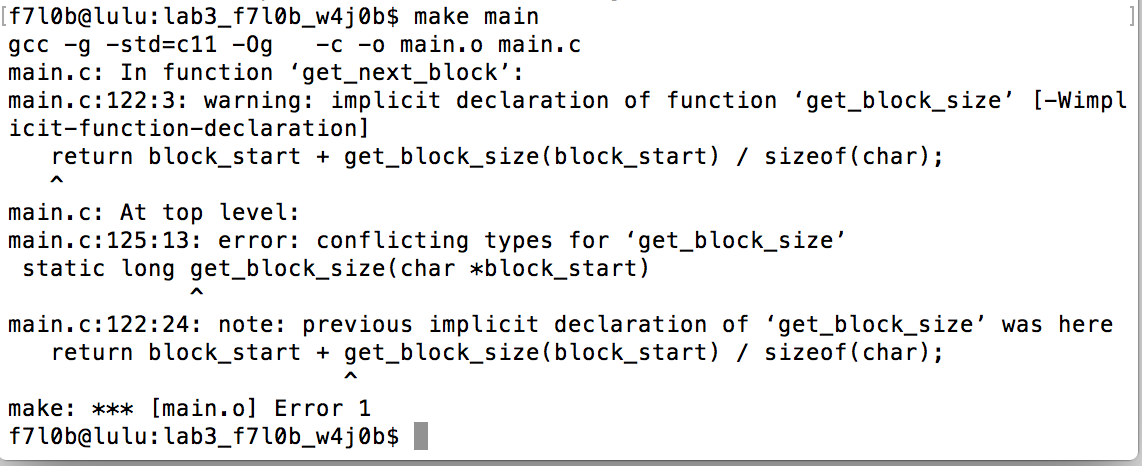 [f7l0b@lulu:lab3_f7l0b_w4j0b$ make main ]
gcc -g -std=c11 -Og   -c -o main.o main.c
main.c: In function ‘get_next_block’:
main.c:122:3: warning: implicit declaration of function ‘get_block_size’ [-Wimpl
icit-function-declaration]
   return block_start + get_block_size(block_start) / sizeof(char);
   ^
main.c: At top level:
main.c:125:13: error: conflicting types for ‘get_block_size’
 static long get_block_size(char *block_start)
             ^
main.c:122:24: note: previous implicit declaration of ‘get_block_size’ was here
   return block_start + get_block_size(block_start) / sizeof(char);
                        ^
make: *** [main.o] Error 1
f7l0b@lulu:lab3_f7l0b_w4j0b$